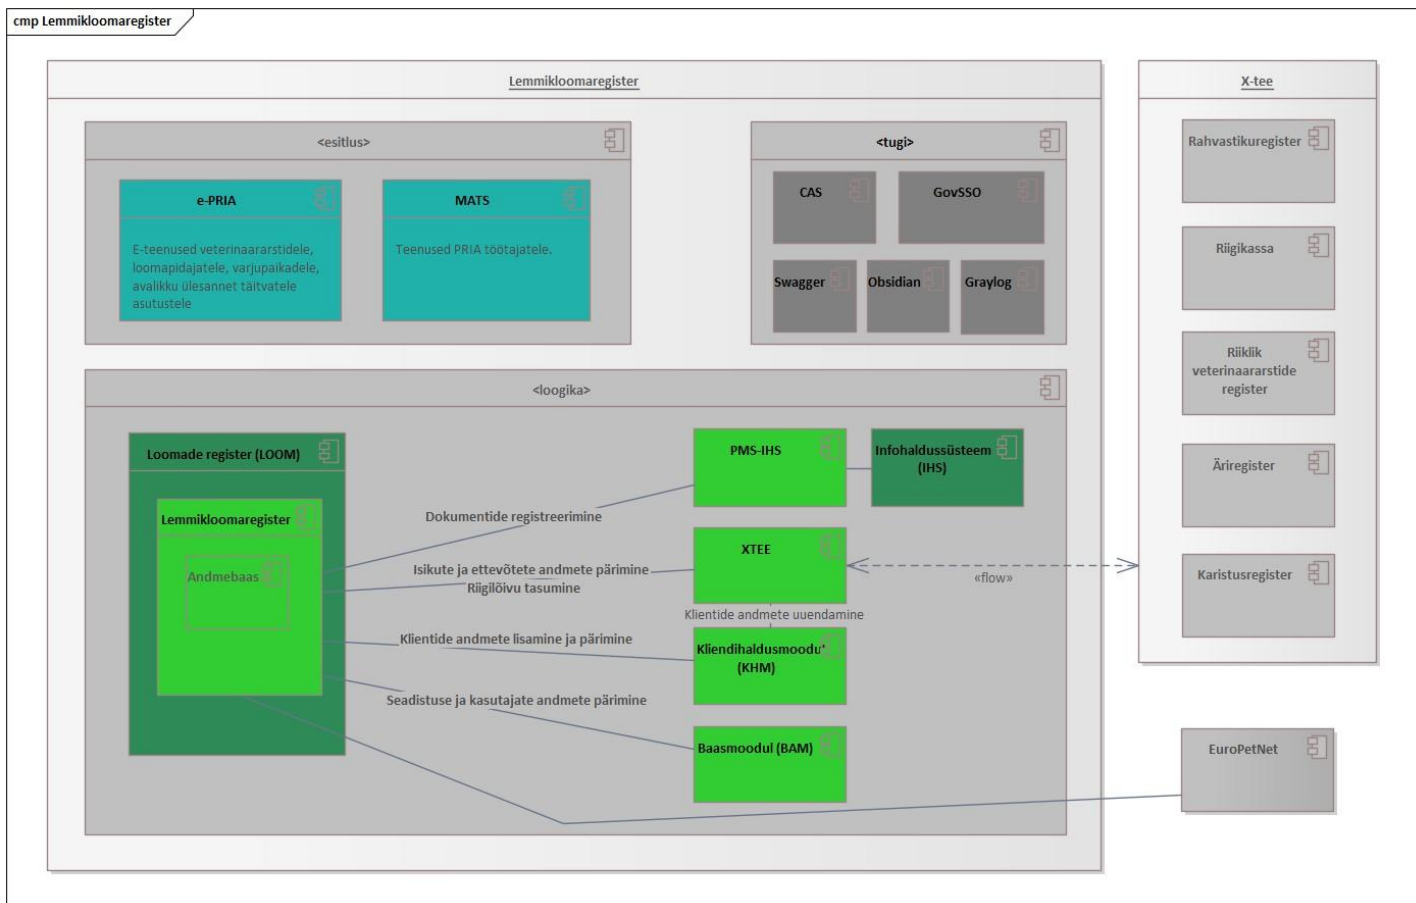 cmp Lemmikloomaregister
Lemmikloomaregister
<esitlus>
e-PRIA
E-teenused veterinaararstidele,
loomapidajatele, varjupaikadele,
avalikku ülesannet täitvatele
asutustele
MATS
Teenused PRIA töötajatele.
<tugi>
CAS
GovSSO
Swagger
Obsidian
Graylog
<loogika>
Loomade register (LOOM)
Lemmikloomaregister
Andmebaas
Dokumentide registreerimine
Isikute ja ettevõtete andmete pärimine
Riigilõivu tasumine
Klientide andmete lisamine ja pärimine
Seadistuse ja kasutajate andmete pärimine
PMS-IHS
Infohaldussüsteem
(IHS)
XTEE
Klientide andmete uuendamine
Kliendihaldusmoodul
(KHM)
Baasmoodul (BAM)
«flow»
X-tee
Rahvastikuregister
Riigikassa
Riiklik
veterinaararstide
register
Äriregister
Karistusregister
EuroPetNet